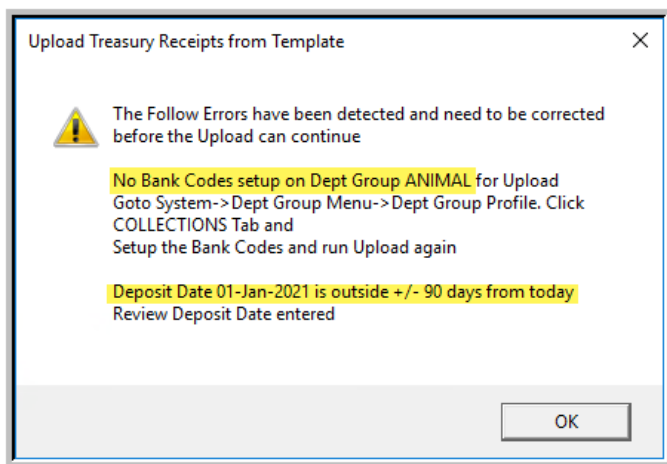 Upload Treasury Receipts from Template
The Follow Errors have been detected and need to be corrected
before the Upload can continue
No Bank Codes setup on Dept Group ANIMAL for Upload
Goto System->Dept Group Menu->Dept Group Profile. Click
COLLECTIONS Tab and
Setup the Bank Codes and run Upload again
Deposit Date 01-Jan-2021 is outside +/- 90 days from today
Review Deposit Date entered
OK